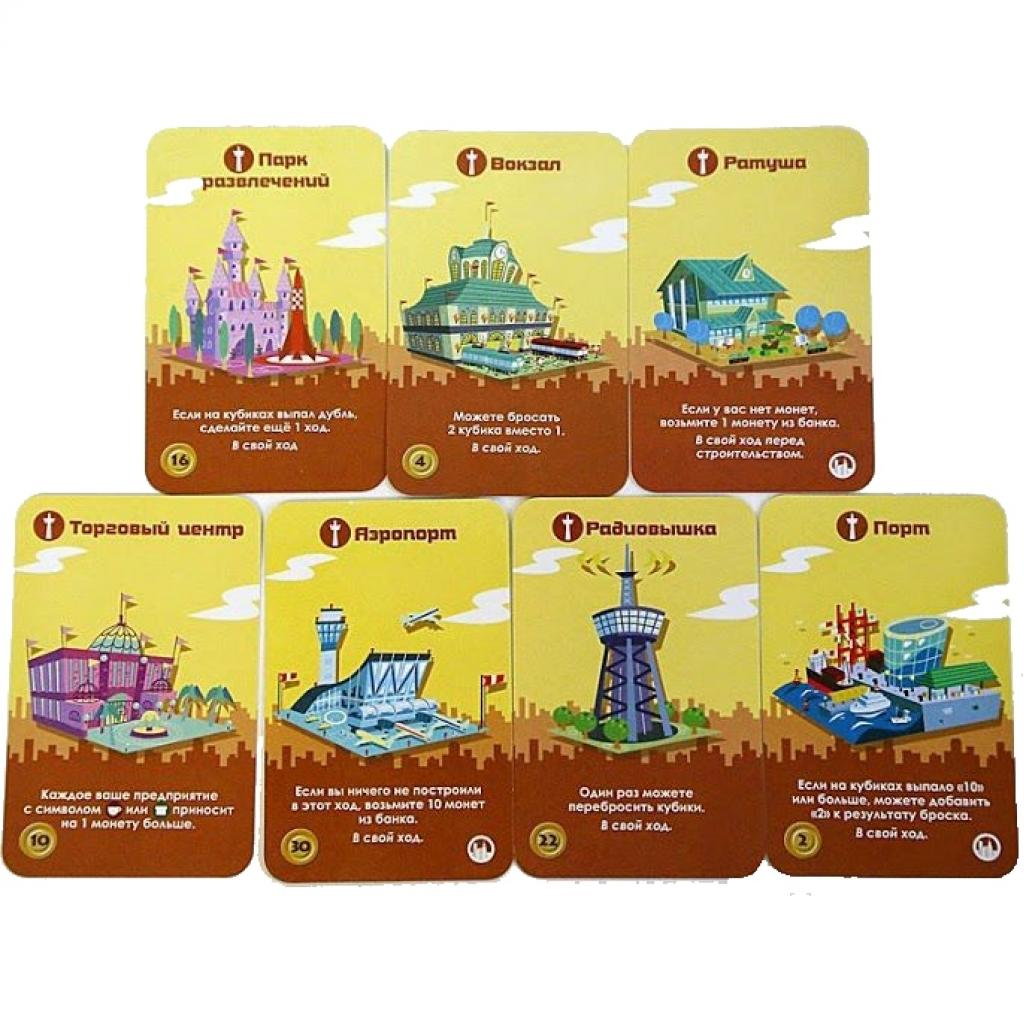 Парк
развлечений
Если на кубиках выпал дубль,
сделайте ещё 1 ход.
В свой ход
16
Вокзал
Можете бросать
2 кубика вместо 1.
В свой ход.
4
Ратуша
Если у вас нет монет,
возьмите 1 монету из банка.
В свой ход перед
строительством.
Торговый центр
Каждое ваше предприятие
с символом или приносит
на 1 монету больше.
10
Аэропорт
Если вы ничего не построили
в этот ход, возьмите 10 монет
из банка.
В свой ход.
30
Радиовышка
Один раз можете
перебросить кубики.
В свой ход.
22
Порт
Если на кубиках выпало «10»
или больше, можете добавить
«2» к результату броска.
В свой ход.
2